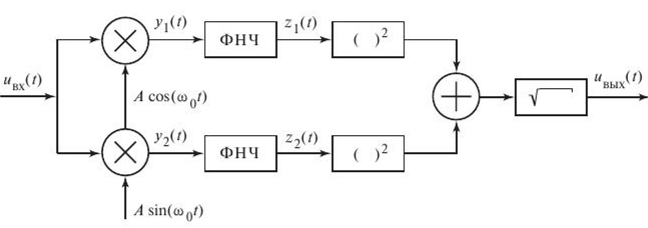 y₁(t)
z₁(t)
ФНЧ
( )²
u_вх(t)
A cos(ω₀t)
u_вых(t)
+
√
y₂(t)
z₂(t)
ФНЧ
( )²
A sin(ω₀t)